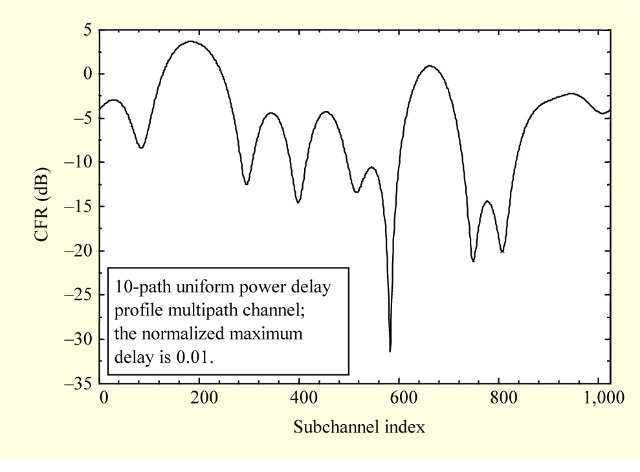 5
0
−5
−10
−15
−20
−25
−30
−35
CFR (dB)
10-path uniform power delay
profile multipath channel;
the normalized maximum
delay is 0.01.
0 200 400 600 800 1,000
Subchannel index